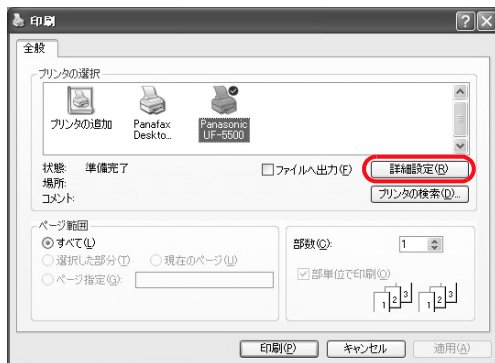 印刷
全般
プリンタの選択
プリンタの追加
Panafax Deskto...
Panasonic UF-5500
状態: 準備完了
場所:
コメント:
ファイルへ出力(F)
詳細設定(R)
プリンタの検索(D)...
ページ範囲
すべて(L)
選択した部分(T) 現在のページ(U)
ページ指定(G):
部数(C): 1
部単位で印刷(O)
1 2 3 1 2 3
印刷(P) キャンセル 適用(A)